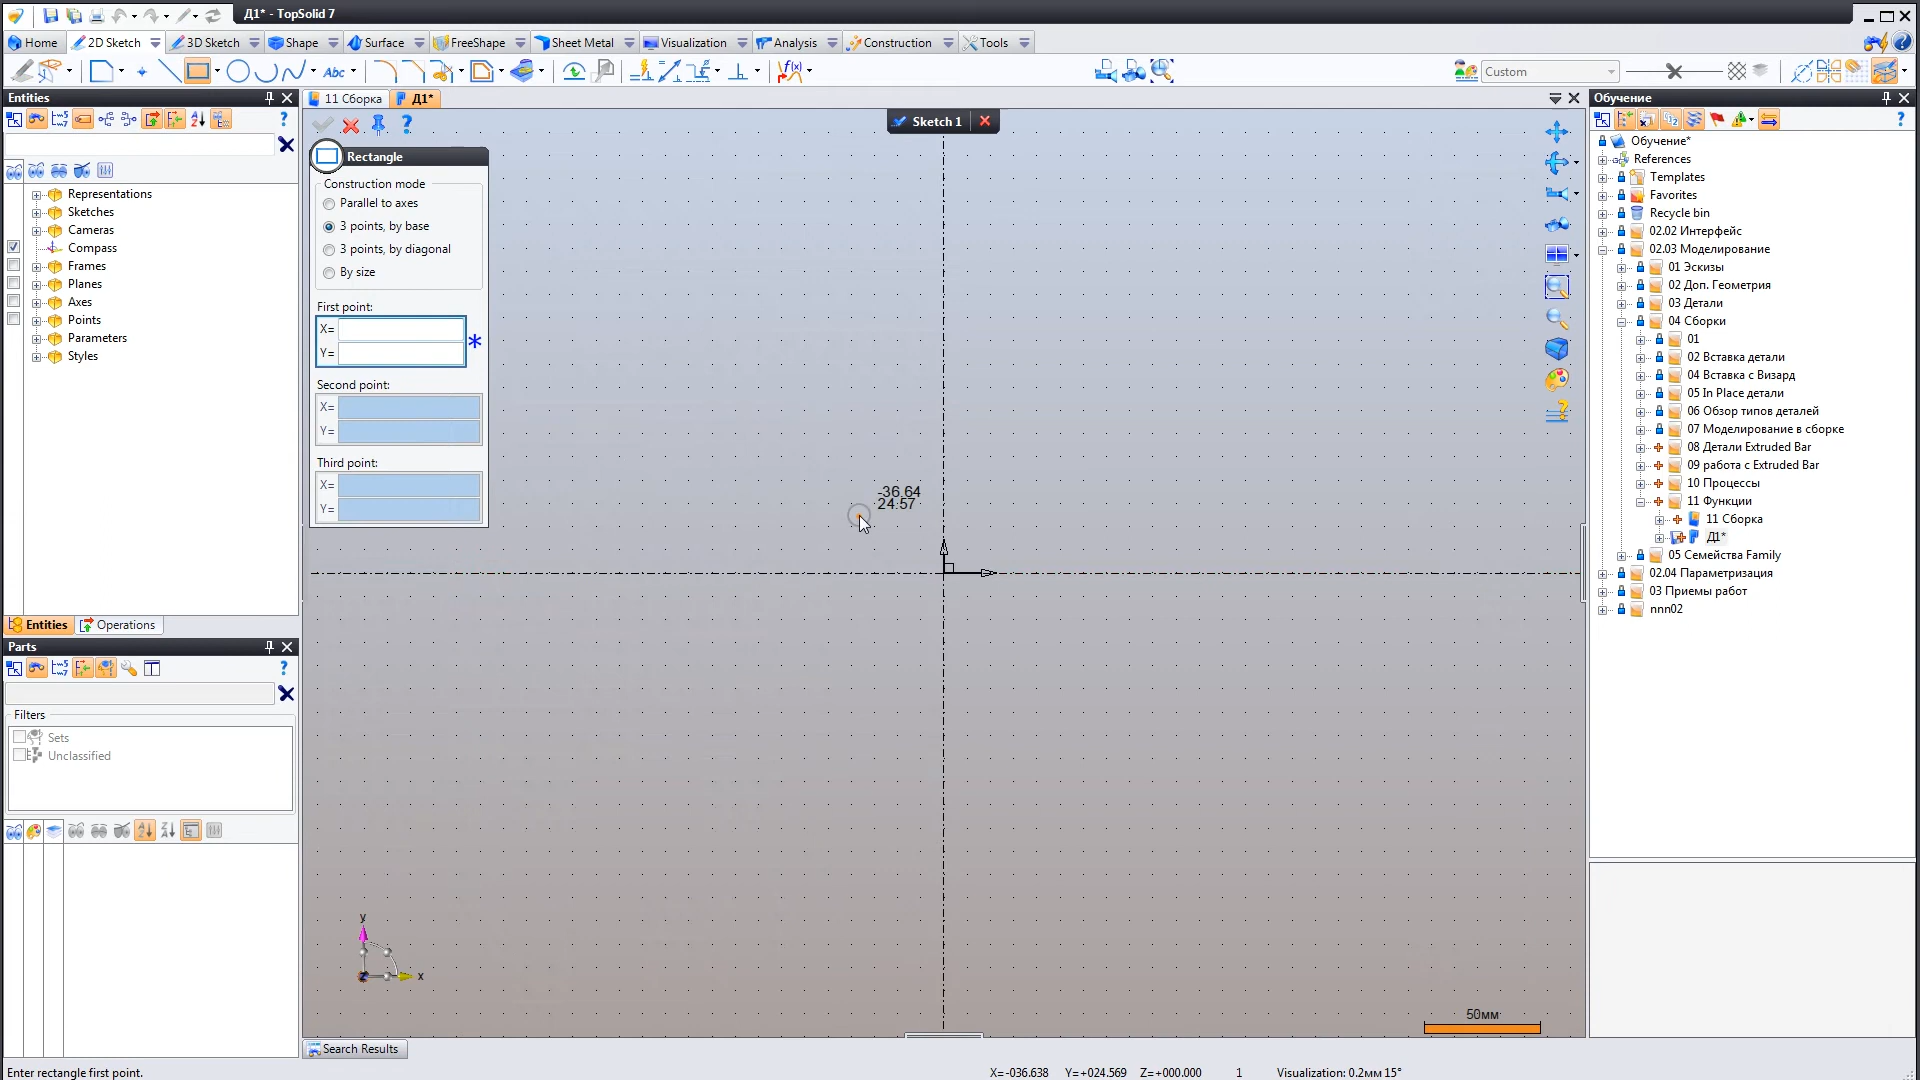 Д1* - TopSolid 7
Home
2D Sketch
3D Sketch
Shape
Surface
FreeShape
Sheet Metal
Visualization
Analysis
Construction
Tools
Abc
Custom
Entities
11 Сборка
Д1*
Обучение
Sketch 1
Rectangle
Construction mode
Parallel to axes
3 points, by base
3 points, by diagonal
By size
First point:
X=
Y=
Second point:
X=
Y=
Third point:
X=
Y=
Representations
Sketches
Cameras
Compass
Frames
Planes
Axes
Points
Parameters
Styles
Entities
Operations
Parts
Filters
Sets
Unclassified
-36.64
24.57
y
x
z
50мм
Обучение*
References
Templates
Favorites
Recycle bin
02.02 Интерфейс
02.03 Моделирование
01 Эскизы
02 Доп. Геометрия
03 Детали
04 Сборки
01
02 Вставка детали
04 Вставка с Визард
05 In Place детали
06 Обзор типов деталей
07 Моделирование в сборке
08 Детали Extruded Bar
09 работа с Extruded Bar
10 Процессы
11 Функции
11 Сборка
Д1*
05 Семейства Family
02.04 Параметризация
03 Приемы работ
nnn02
Search Results
Enter rectangle first point.
X=-036.638 Y=+024.569 Z=+000.000 1 Visualization: 0.2мм 15°